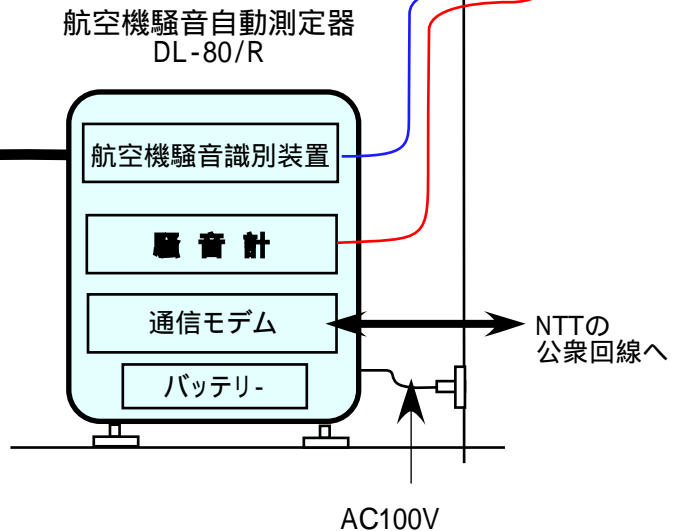 航空機騒音自動測定器
DL-80/R
航空機騒音識別装置
騒音計
通信モデム
バッテリ-
NTTの
公衆回線へ
AC100V